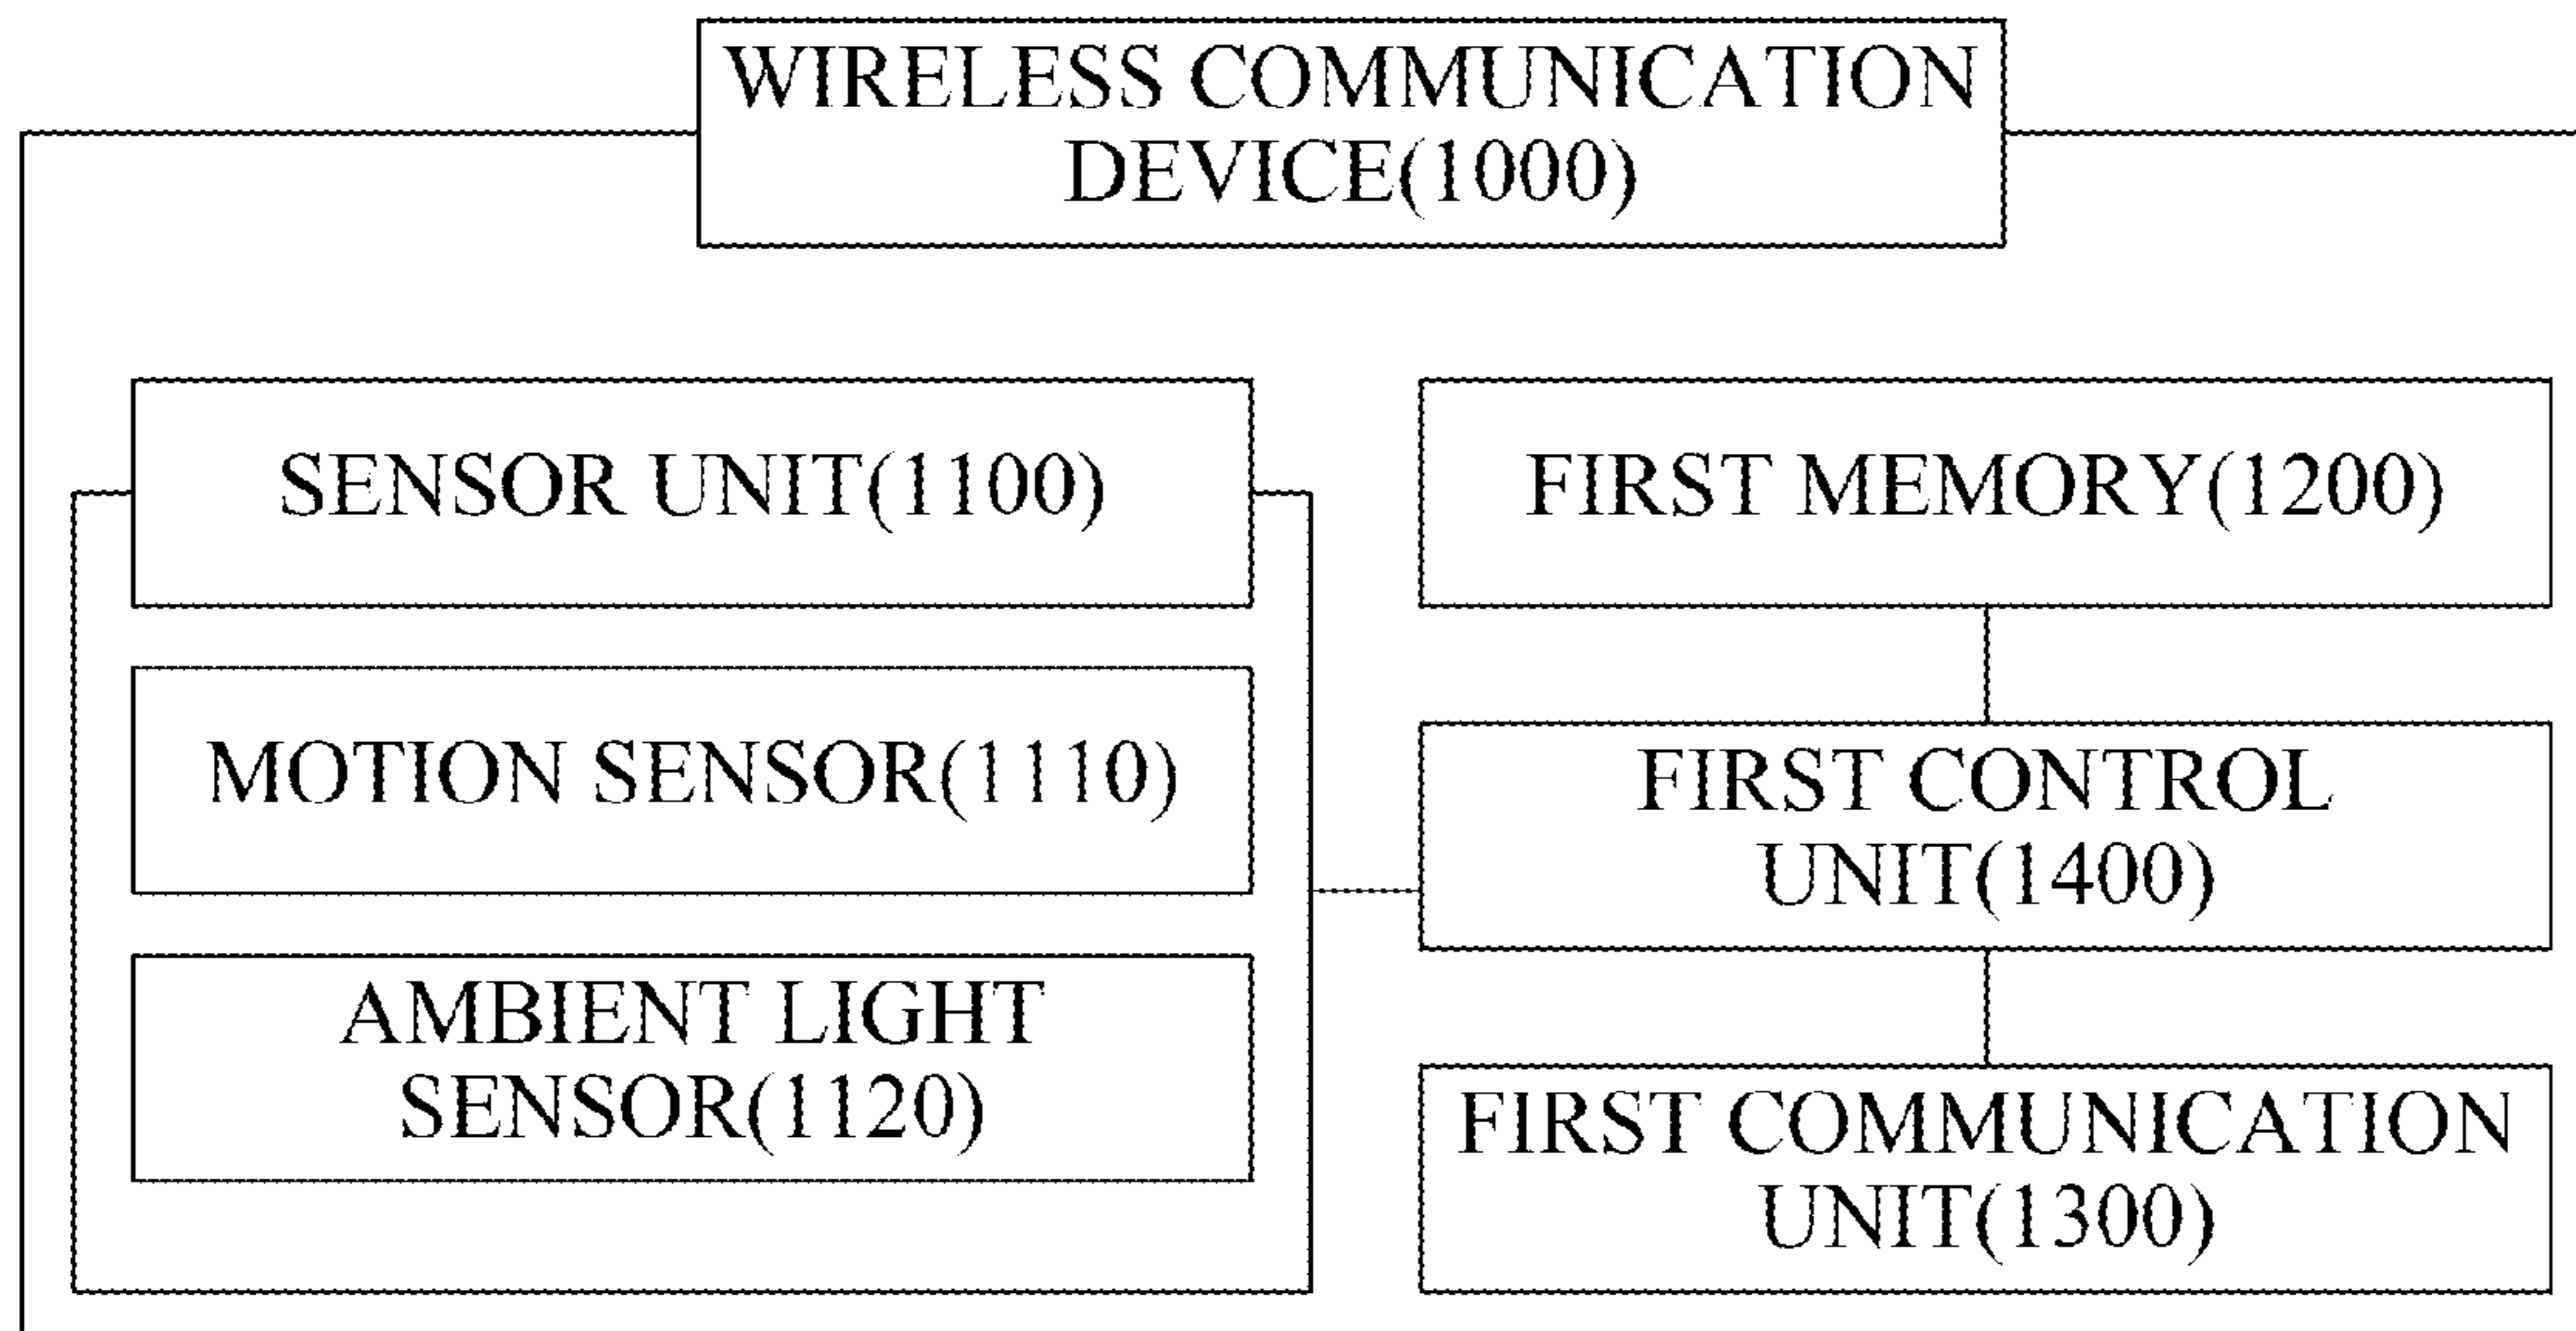 WIRELESS COMMUNICATION
DEVICE(1000)
SENSOR UNIT(1100)
MOTION SENSOR(1110)
AMBIENT LIGHT
SENSOR(1120)
FIRST MEMORY(1200)
FIRST CONTROL
UNIT(1400)
FIRST COMMUNICATION
UNIT(1300)